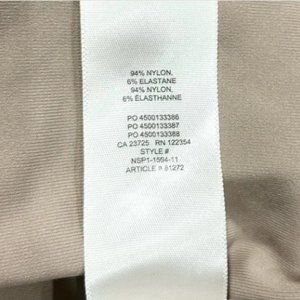 94% NYLON,
6% ELASTANE
94% NYLON,
6% ÉLASTHANNE
PO 4500133386
PO 4500133387
PO 4500133388
CA 23725 RN 122354
STYLE #
NSP1-1594-11
ARTICLE # 81272